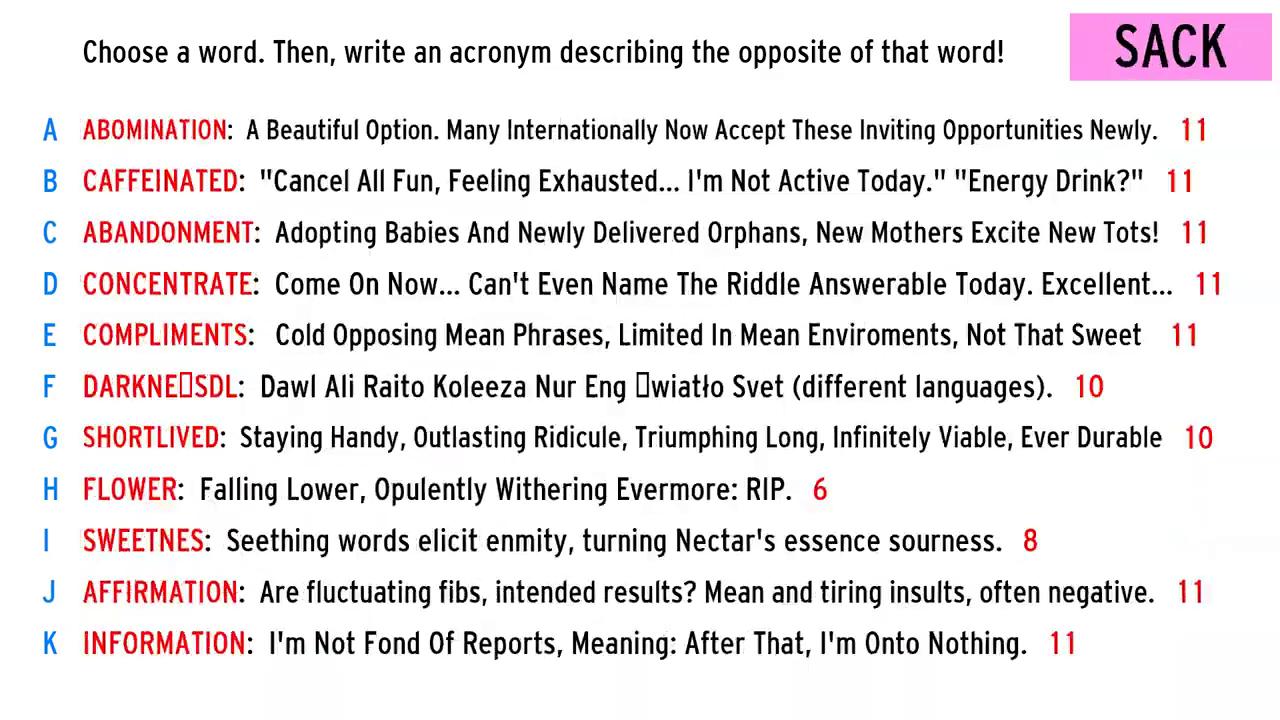 Choose a word. Then, write an acronym describing the opposite of that word!
SACK
A ABOMINATION: A Beautiful Option. Many Internationally Now Accept These Inviting Opportunities Newly. 11
B CAFFEINATED: "Cancel All Fun, Feeling Exhausted... I'm Not Active Today." "Energy Drink?" 11
C ABANDONMENT: Adopting Babies And Newly Delivered Orphans, New Mothers Excite New Tots! 11
D CONCENTRATE: Come On Now... Can't Even Name The Riddle Answerable Today. Excellent... 11
E COMPLIMENTS: Cold Opposing Mean Phrases, Limited In Mean Enviroments, Not That Sweet 11
F DARKNE▯SDL: Dawl Ali Raito Koleeza Nur Eng ▯wiatło Svet (different languages). 10
G SHORTLIVED: Staying Handy, Outlasting Ridicule, Triumphing Long, Infinitely Viable, Ever Durable 10
H FLOWER: Falling Lower, Opulently Withering Evermore: RIP. 6
I SWEETNES: Seething words elicit enmity, turning Nectar's essence sourness. 8
J AFFIRMATION: Are fluctuating fibs, intended results? Mean and tiring insults, often negative. 11
K INFORMATION: I'm Not Fond Of Reports, Meaning: After That, I'm Onto Nothing. 11